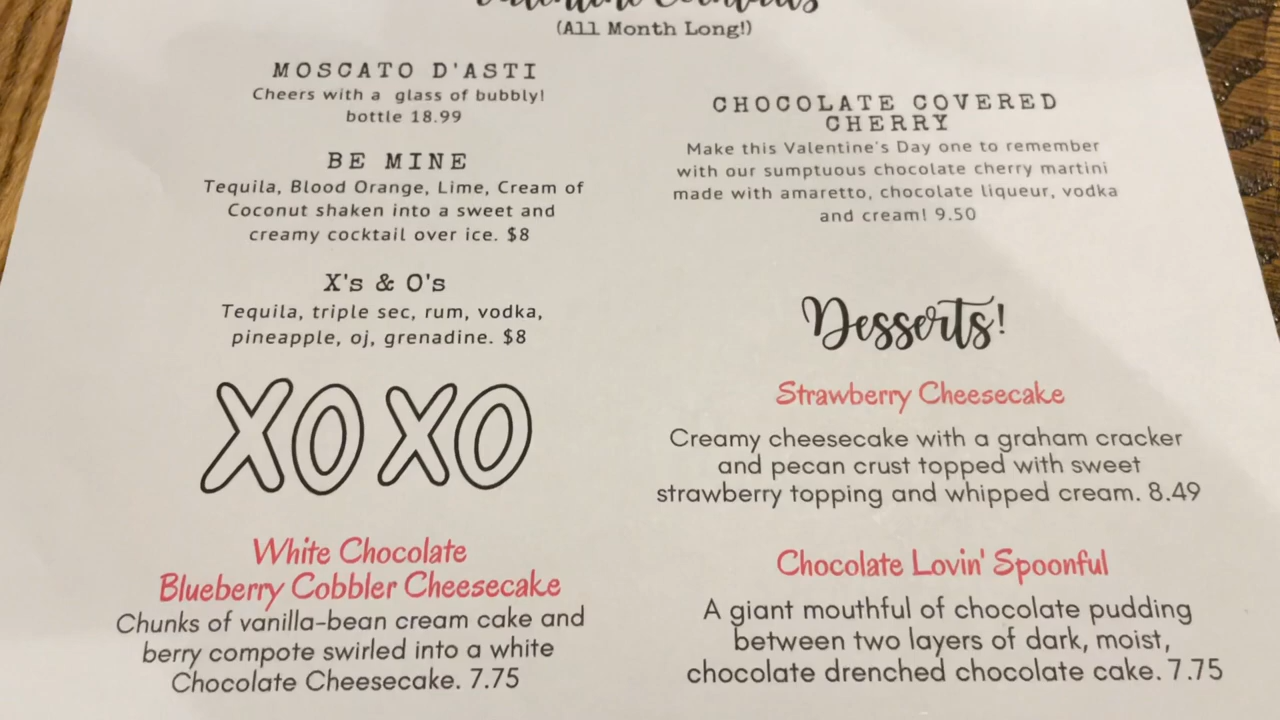 (All Month Long!)
MOSCATO D'ASTI
Cheers with a glass of bubbly!
bottle 18.99
BE MINE
Tequila, Blood Orange, Lime, Cream of
Coconut shaken into a sweet and
creamy cocktail over ice. $8
X's & O's
Tequila, triple sec, rum, vodka,
pineapple, oj, grenadine. $8
XOXO
White Chocolate
Blueberry Cobbler Cheesecake
Chunks of vanilla-bean cream cake and
berry compote swirled into a white
Chocolate Cheesecake. 7.75
CHOCOLATE COVERED
CHERRY
Make this Valentine's Day one to remember
with our sumptuous chocolate cherry martini
made with amaretto, chocolate liqueur, vodka
and cream! 9.50
Desserts!
Strawberry Cheesecake
Creamy cheesecake with a graham cracker
and pecan crust topped with sweet
strawberry topping and whipped cream. 8.49
Chocolate Lovin' Spoonful
A giant mouthful of chocolate pudding
between two layers of dark, moist,
chocolate drenched chocolate cake. 7.75